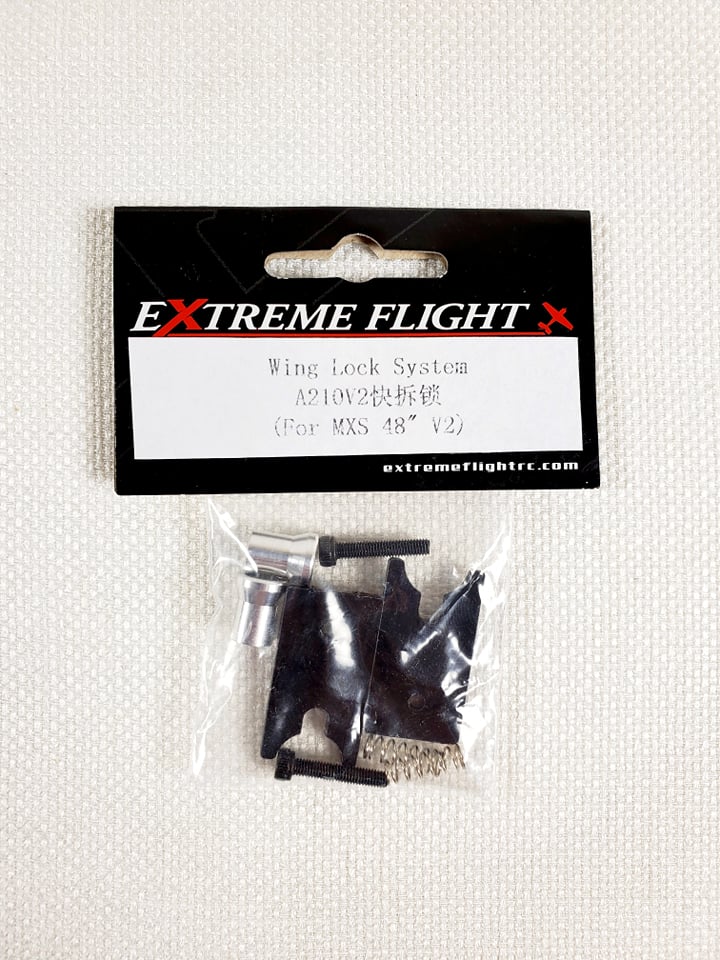 EXTREME FLIGHT
Wing Lock System
A210V2快拆锁
(For MXS 48" V2)
extremeflightrc.com